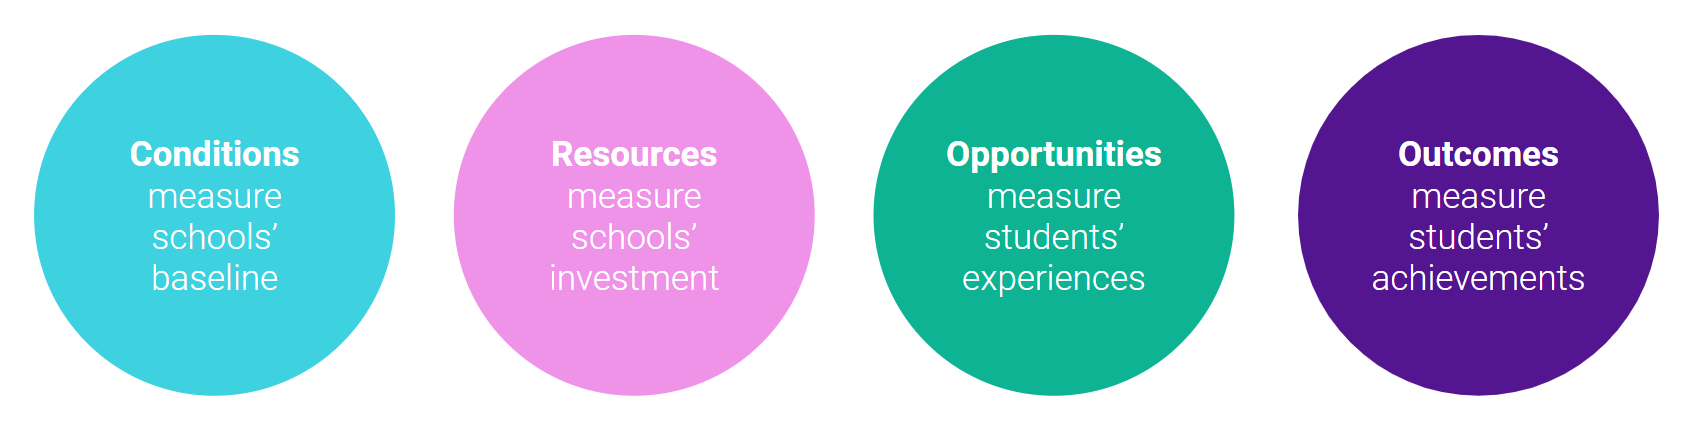 Conditions
measure
schools’
baseline
Resources
measure
schools’
investment
Opportunities
measure
students’
experiences
Outcomes
measure
students’
achievements